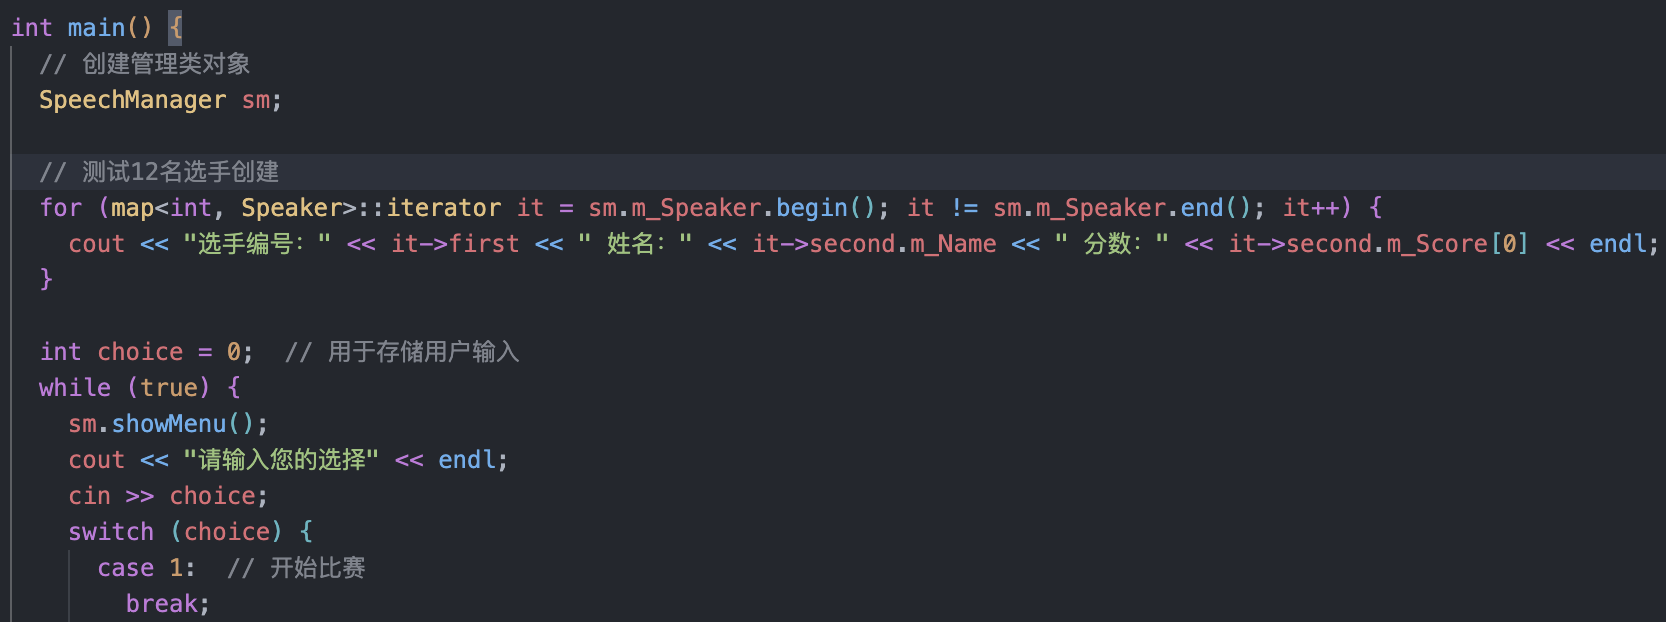 int main() {
// 创建管理类对象
SpeechManager sm;
// 测试12名选手创建
for (map<int, Speaker>::iterator it = sm.m_Speaker.begin(); it != sm.m_Speaker.end(); it++) {
cout << "选手编号：" << it->first << " 姓名：" << it->second.m_Name << " 分数：" << it->second.m_Score[0] << endl;
}
int choice = 0;  // 用于存储用户输入
while (true) {
sm.showMenu();
cout << "请输入您的选择" << endl;
cin >> choice;
switch (choice) {
case 1:  // 开始比赛
break;